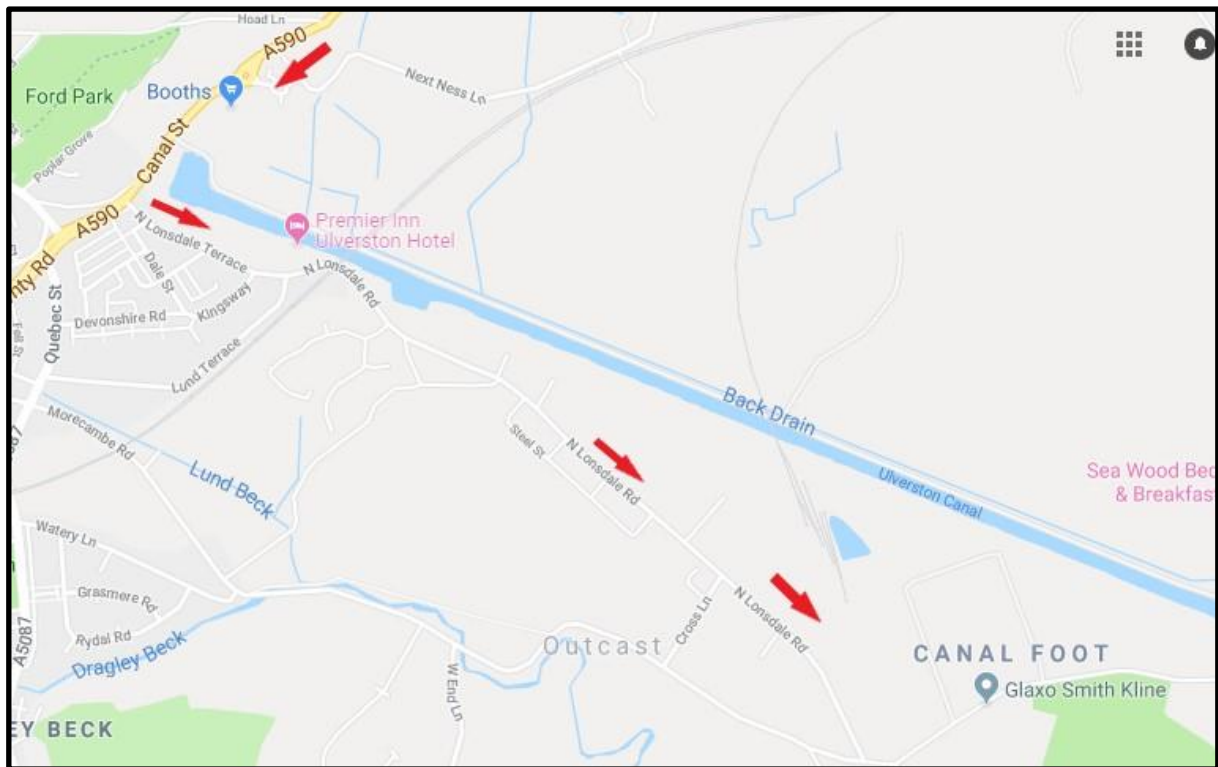 Hoad Ln
A590
Next Ness Ln
Booths
Ford Park
Canal St
Poplar Grove
A590
N Lonsdale Terrace
Premier Inn
Ulverston Hotel
Dale St
N Lonsdale Rd
Kingsway
Devonshire Rd
Quebec St
nty Rd
Fell St
Lund Terrace
Morecambe Rd
Back Drain
Steel St
N Lonsdale Rd
Ulverston Canal
Sea Wood Bed
& Breakfas
Lund Beck
Watery Ln
Grasmere Rd
Rydal Rd
A5087
Dragley Beck
Outcast
Cross Ln
N Lonsdale Rd
W End Ln
CANAL FOOT
Glaxo Smith Kline
EY BECK